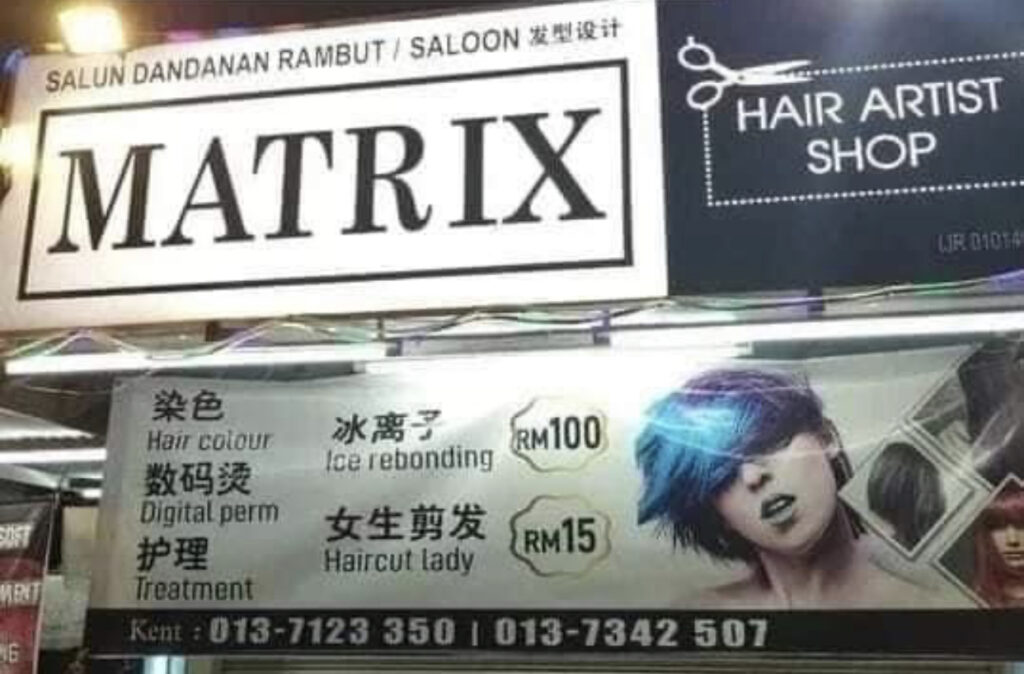 SALUN DANDANAN RAMBUT / SALOON 发型设计
MATRIX
HAIR ARTIST
SHOP
染色
Hair colour
数码烫
Digital perm
护理
Treatment
冰离子
Ice rebonding
RM100
女生剪发
Haircut lady
RM15
Kent : 013-7123 350 | 013-7342 507